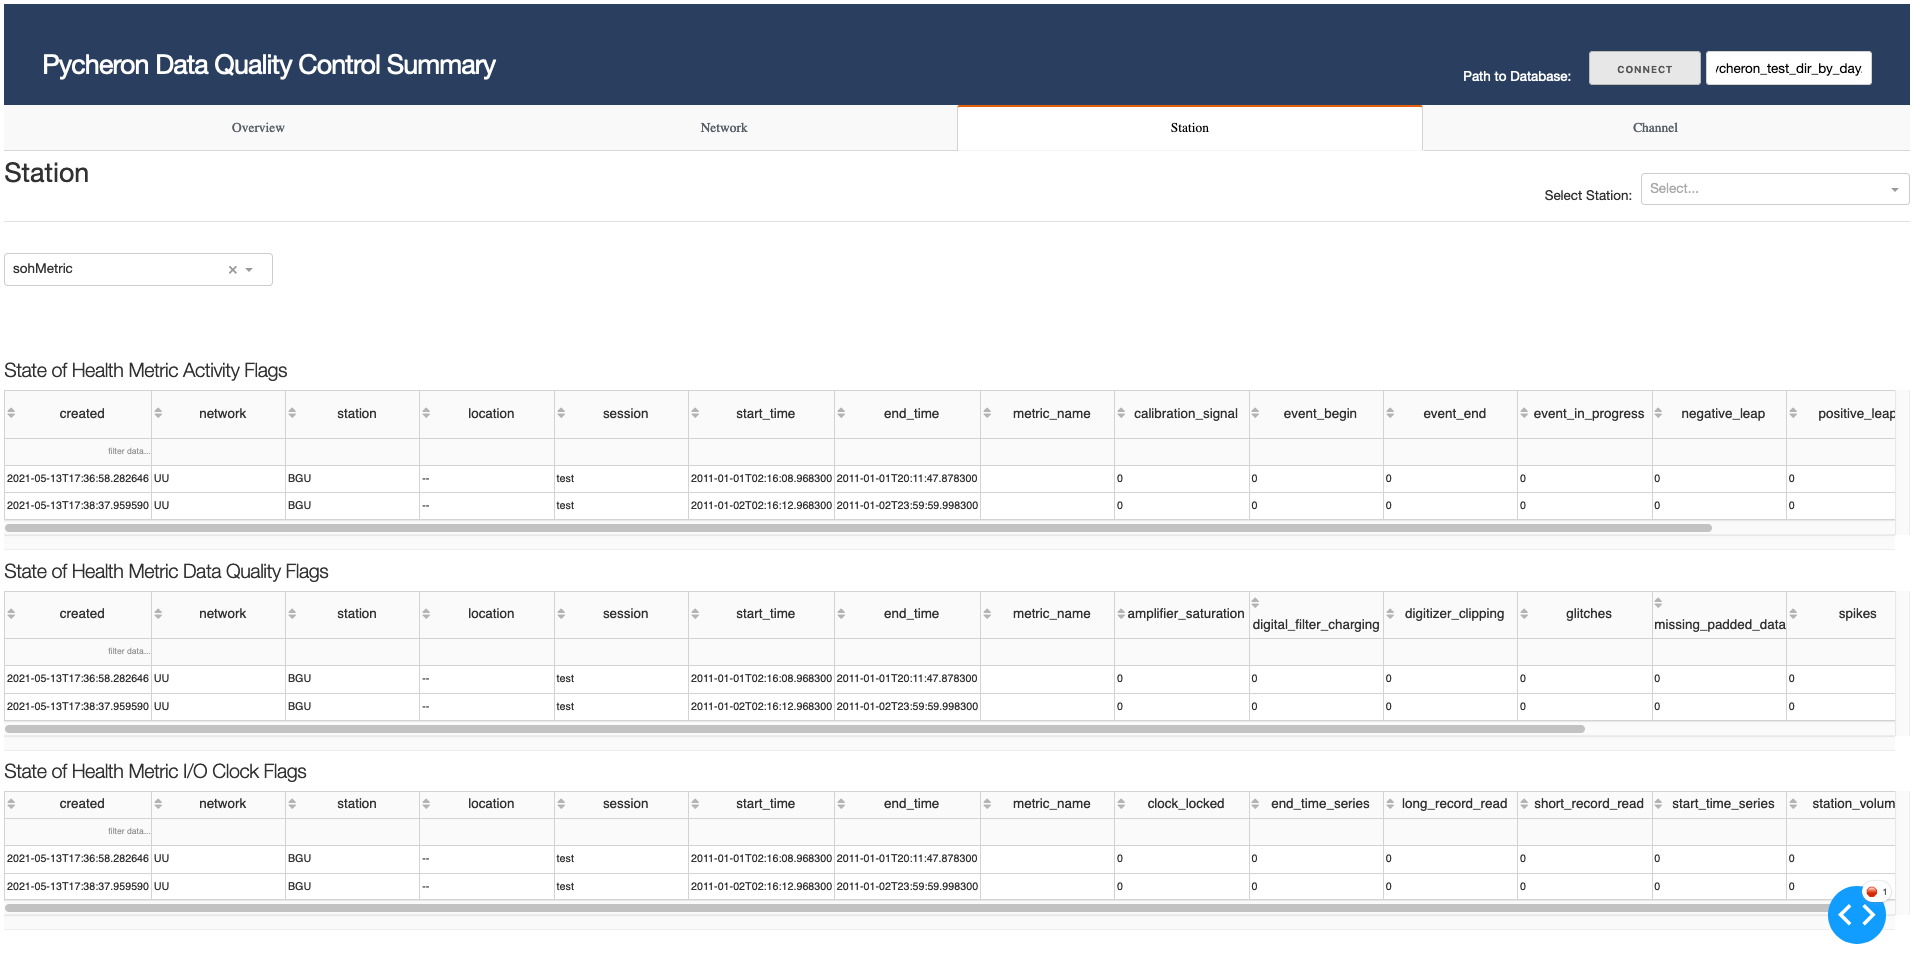 Pycheron Data Quality Control Summary
Path to Database: CONNECT ycheron_test_dir_by_day.
Overview Network Station Channel
Station
Select Station: Select...
sohMetric × 
State of Health Metric Activity Flags
created network station location session start_time end_time metric_name calibration_signal event_begin event_end event_in_progress negative_leap positive_leap
filter data...
2021-05-13T17:36:58.282646 UU BGU -- test 2011-01-01T02:16:08.968300 2011-01-01T20:11:47.878300 0 0 0 0 0 0
2021-05-13T17:38:37.959590 UU BGU -- test 2011-01-02T02:16:12.968300 2011-01-02T23:59:59.998300 0 0 0 0 0 0
State of Health Metric Data Quality Flags
created network station location session start_time end_time metric_name amplifier_saturation digital_filter_charging digitizer_clipping glitches missing_padded_data spikes
filter data...
2021-05-13T17:36:58.282646 UU BGU -- test 2011-01-01T02:16:08.968300 2011-01-01T20:11:47.878300 0 0 0 0 0 0
2021-05-13T17:38:37.959590 UU BGU -- test 2011-01-02T02:16:12.968300 2011-01-02T23:59:59.998300 0 0 0 0 0 0
State of Health Metric I/O Clock Flags
created network station location session start_time end_time metric_name clock_locked end_time_series long_record_read short_record_read start_time_series station_volum
filter data...
2021-05-13T17:36:58.282646 UU BGU -- test 2011-01-01T02:16:08.968300 2011-01-01T20:11:47.878300 0 0 0 0 0 0
2021-05-13T17:38:37.959590 UU BGU -- test 2011-01-02T02:16:12.968300 2011-01-02T23:59:59.998300 0 0 0 0 0 0
1